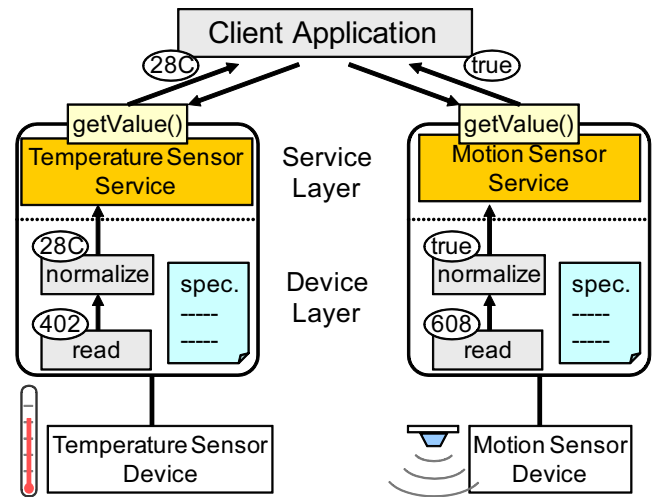 Client Application
28C
true
getValue()
getValue()
Temperature Sensor
Service
Service
Layer
Motion Sensor
Service
28C
normalize
402
read
spec.
-----
-----
Device
Layer
true
normalize
608
read
spec.
-----
-----
Temperature Sensor
Device
Motion Sensor
Device